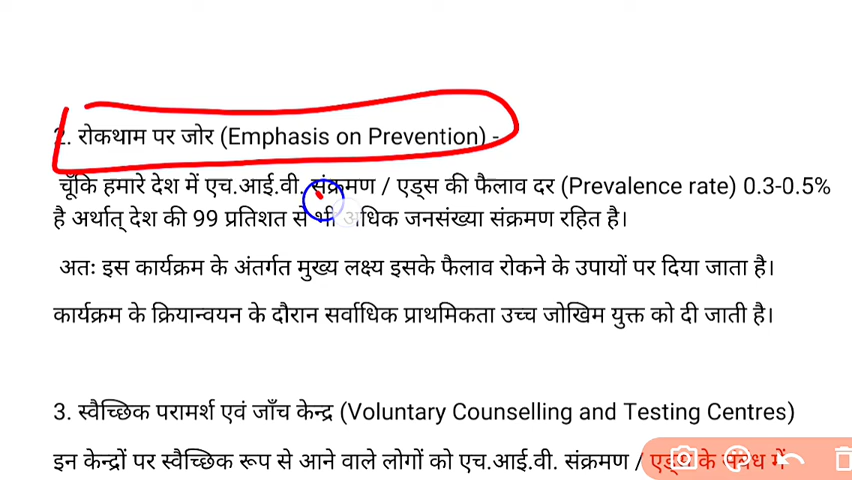 2. रोकथाम पर जोर (Emphasis on Prevention) -
चूँकि हमारे देश में एच.आई.वी. संक्रमण / एड्स की फैलाव दर (Prevalence rate) 0.3-0.5%
है अर्थात् देश की 99 प्रतिशत से भी अधिक जनसंख्या संक्रमण रहित है।
अतः इस कार्यक्रम के अंतर्गत मुख्य लक्ष्य इसके फैलाव रोकने के उपायों पर दिया जाता है।
कार्यक्रम के क्रियान्वयन के दौरान सर्वाधिक प्राथमिकता उच्च जोखिम युक्त को दी जाती है।
3. स्वैच्छिक परामर्श एवं जाँच केन्द्र (Voluntary Counselling and Testing Centres)
इन केन्द्रों पर स्वैच्छिक रूप से आने वाले लोगों को एच.आई.वी. संक्रमण / एड्स के संबंध में